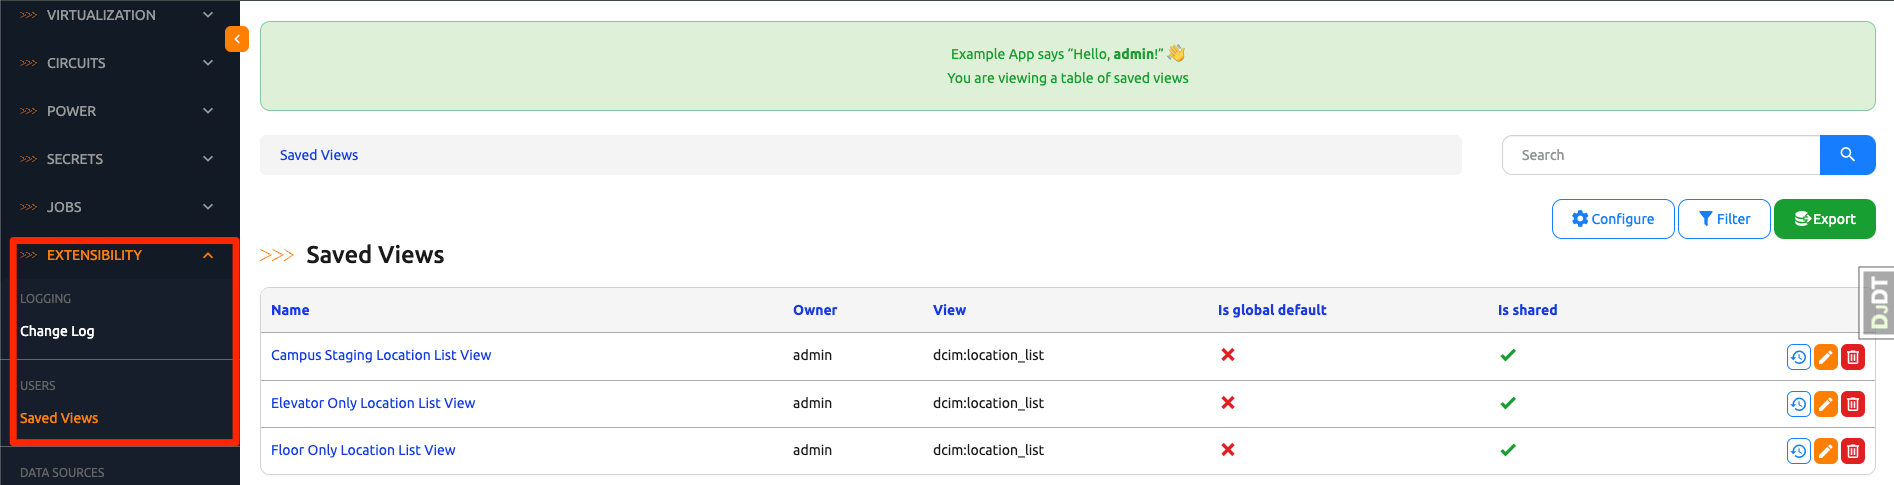 VIRTUALIZATION
CIRCUITS
POWER
SECRETS
JOBS
EXTENSIBILITY
LOGGING
Change Log
USERS
Saved Views
DATA SOURCES
Example App says “Hello, admin!” 👋
You are viewing a table of saved views
Saved Views
Search
Configure
Filter
Export
>>> Saved Views
Name Owner View Is global default Is shared
Campus Staging Location List View admin dcim:location_list
Elevator Only Location List View admin dcim:location_list
Floor Only Location List View admin dcim:location_list
DJDT